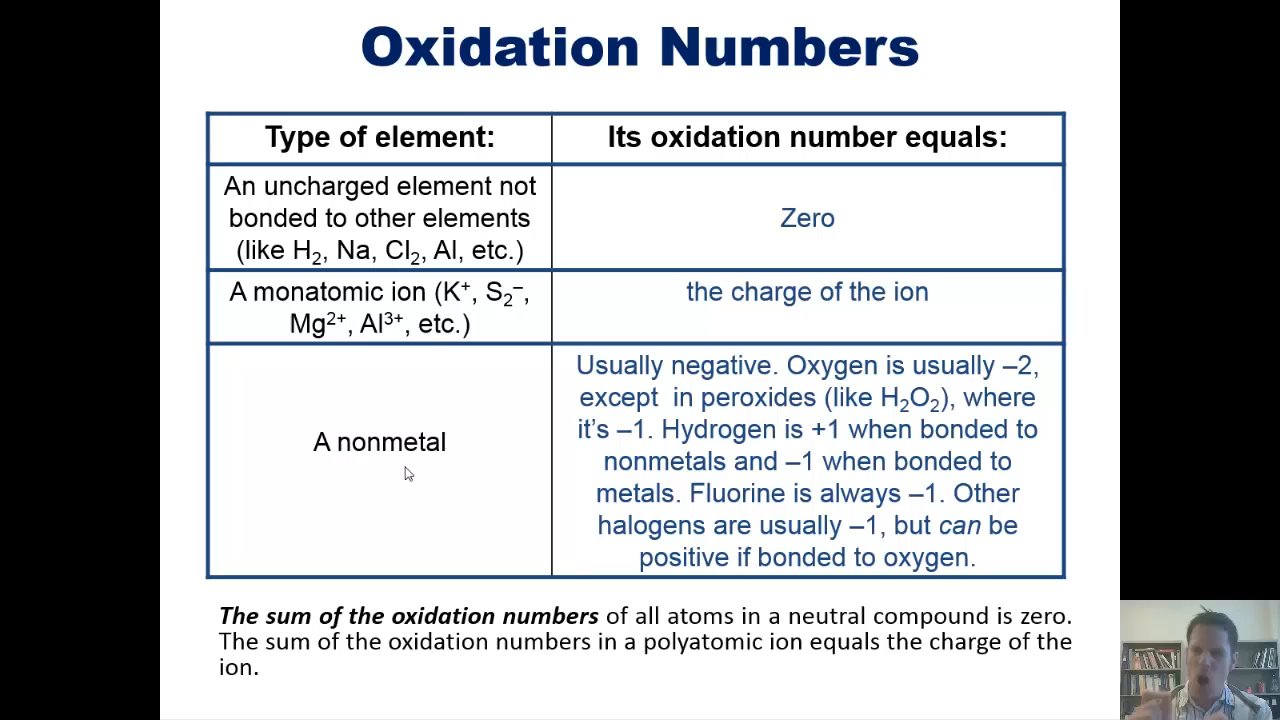 Oxidation Numbers
Type of element:
Its oxidation number equals:
An uncharged element not
bonded to other elements
(like H₂, Na, Cl₂, Al, etc.)
Zero
A monatomic ion (K⁺, S₂⁻,
Mg²⁺, Al³⁺, etc.)
the charge of the ion
A nonmetal
Usually negative. Oxygen is usually –2,
except in peroxides (like H₂O₂), where
it’s –1. Hydrogen is +1 when bonded to
nonmetals and –1 when bonded to
metals. Fluorine is always –1. Other
halogens are usually –1, but can be
positive if bonded to oxygen.
The sum of the oxidation numbers of all atoms in a neutral compound is zero.
The sum of the oxidation numbers in a polyatomic ion equals the charge of the
ion.